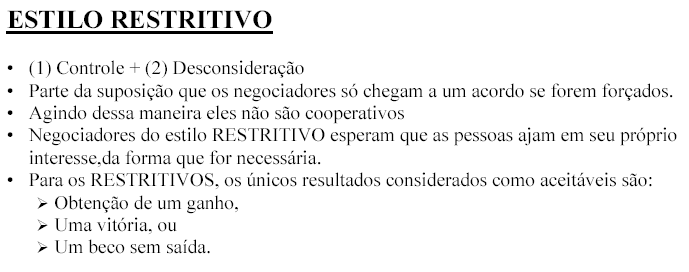 ESTILO RESTRITIVO
• (1) Controle + (2) Desconsideração
• Parte da suposição que os negociadores só chegam a um acordo se forem forçados.
• Agindo dessa maneira eles não são cooperativos
• Negociadores do estilo RESTRITIVO esperam que as pessoas ajam em seu próprio
interesse,da forma que for necessária.
• Para os RESTRITIVOS, os únicos resultados considerados como aceitáveis são:
➢ Obtenção de um ganho,
➢ Uma vitória, ou
➢ Um beco sem saída.